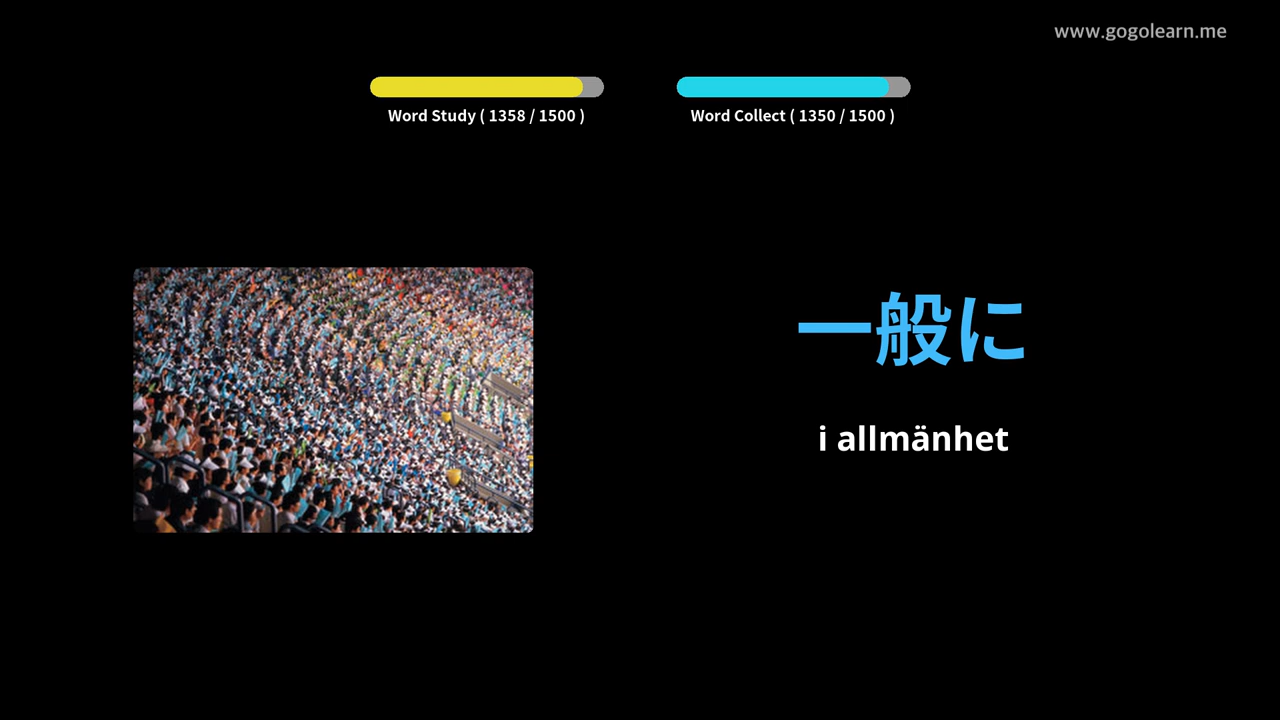 www.gogolearn.me
Word Study ( 1358 / 1500 )
Word Collect ( 1350 / 1500 )
一般に
i allmänhet